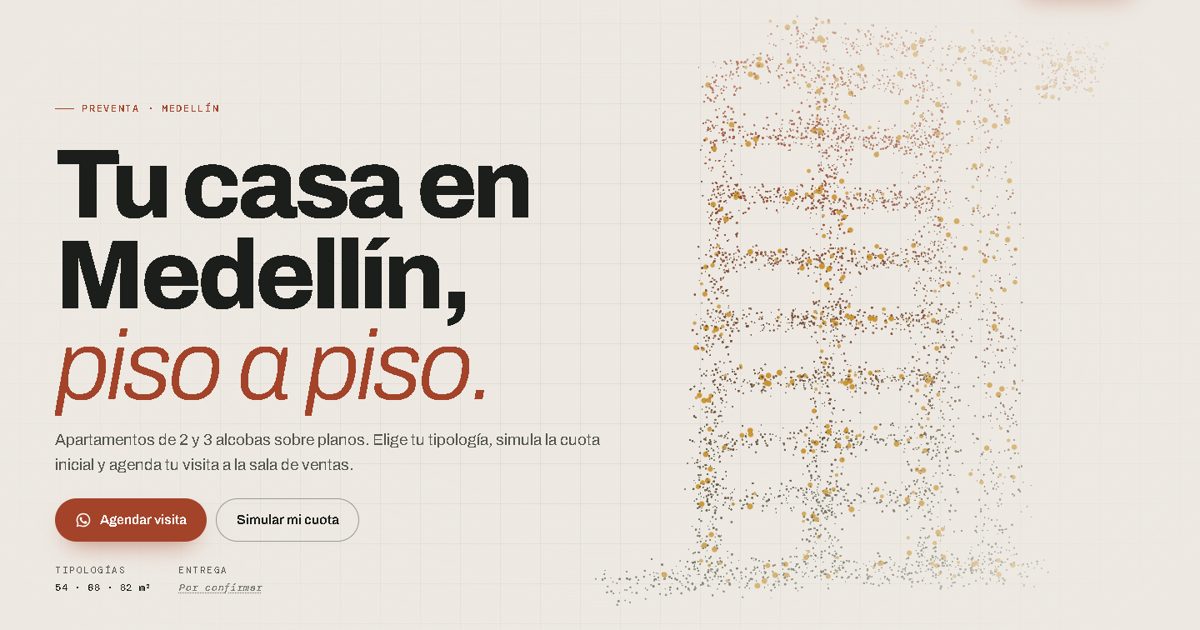 PREVENTA · MEDELLÍN
Tu casa en
Medellín,
piso a piso.
Apartamentos de 2 y 3 alcobas sobre planos. Elige tu tipología, simula la cuota
inicial y agenda tu visita a la sala de ventas.
Agendar visita
Simular mi cuota
TIPOLOGÍAS
ENTREGA
54 · 68 · 82 m²
Por confirmar